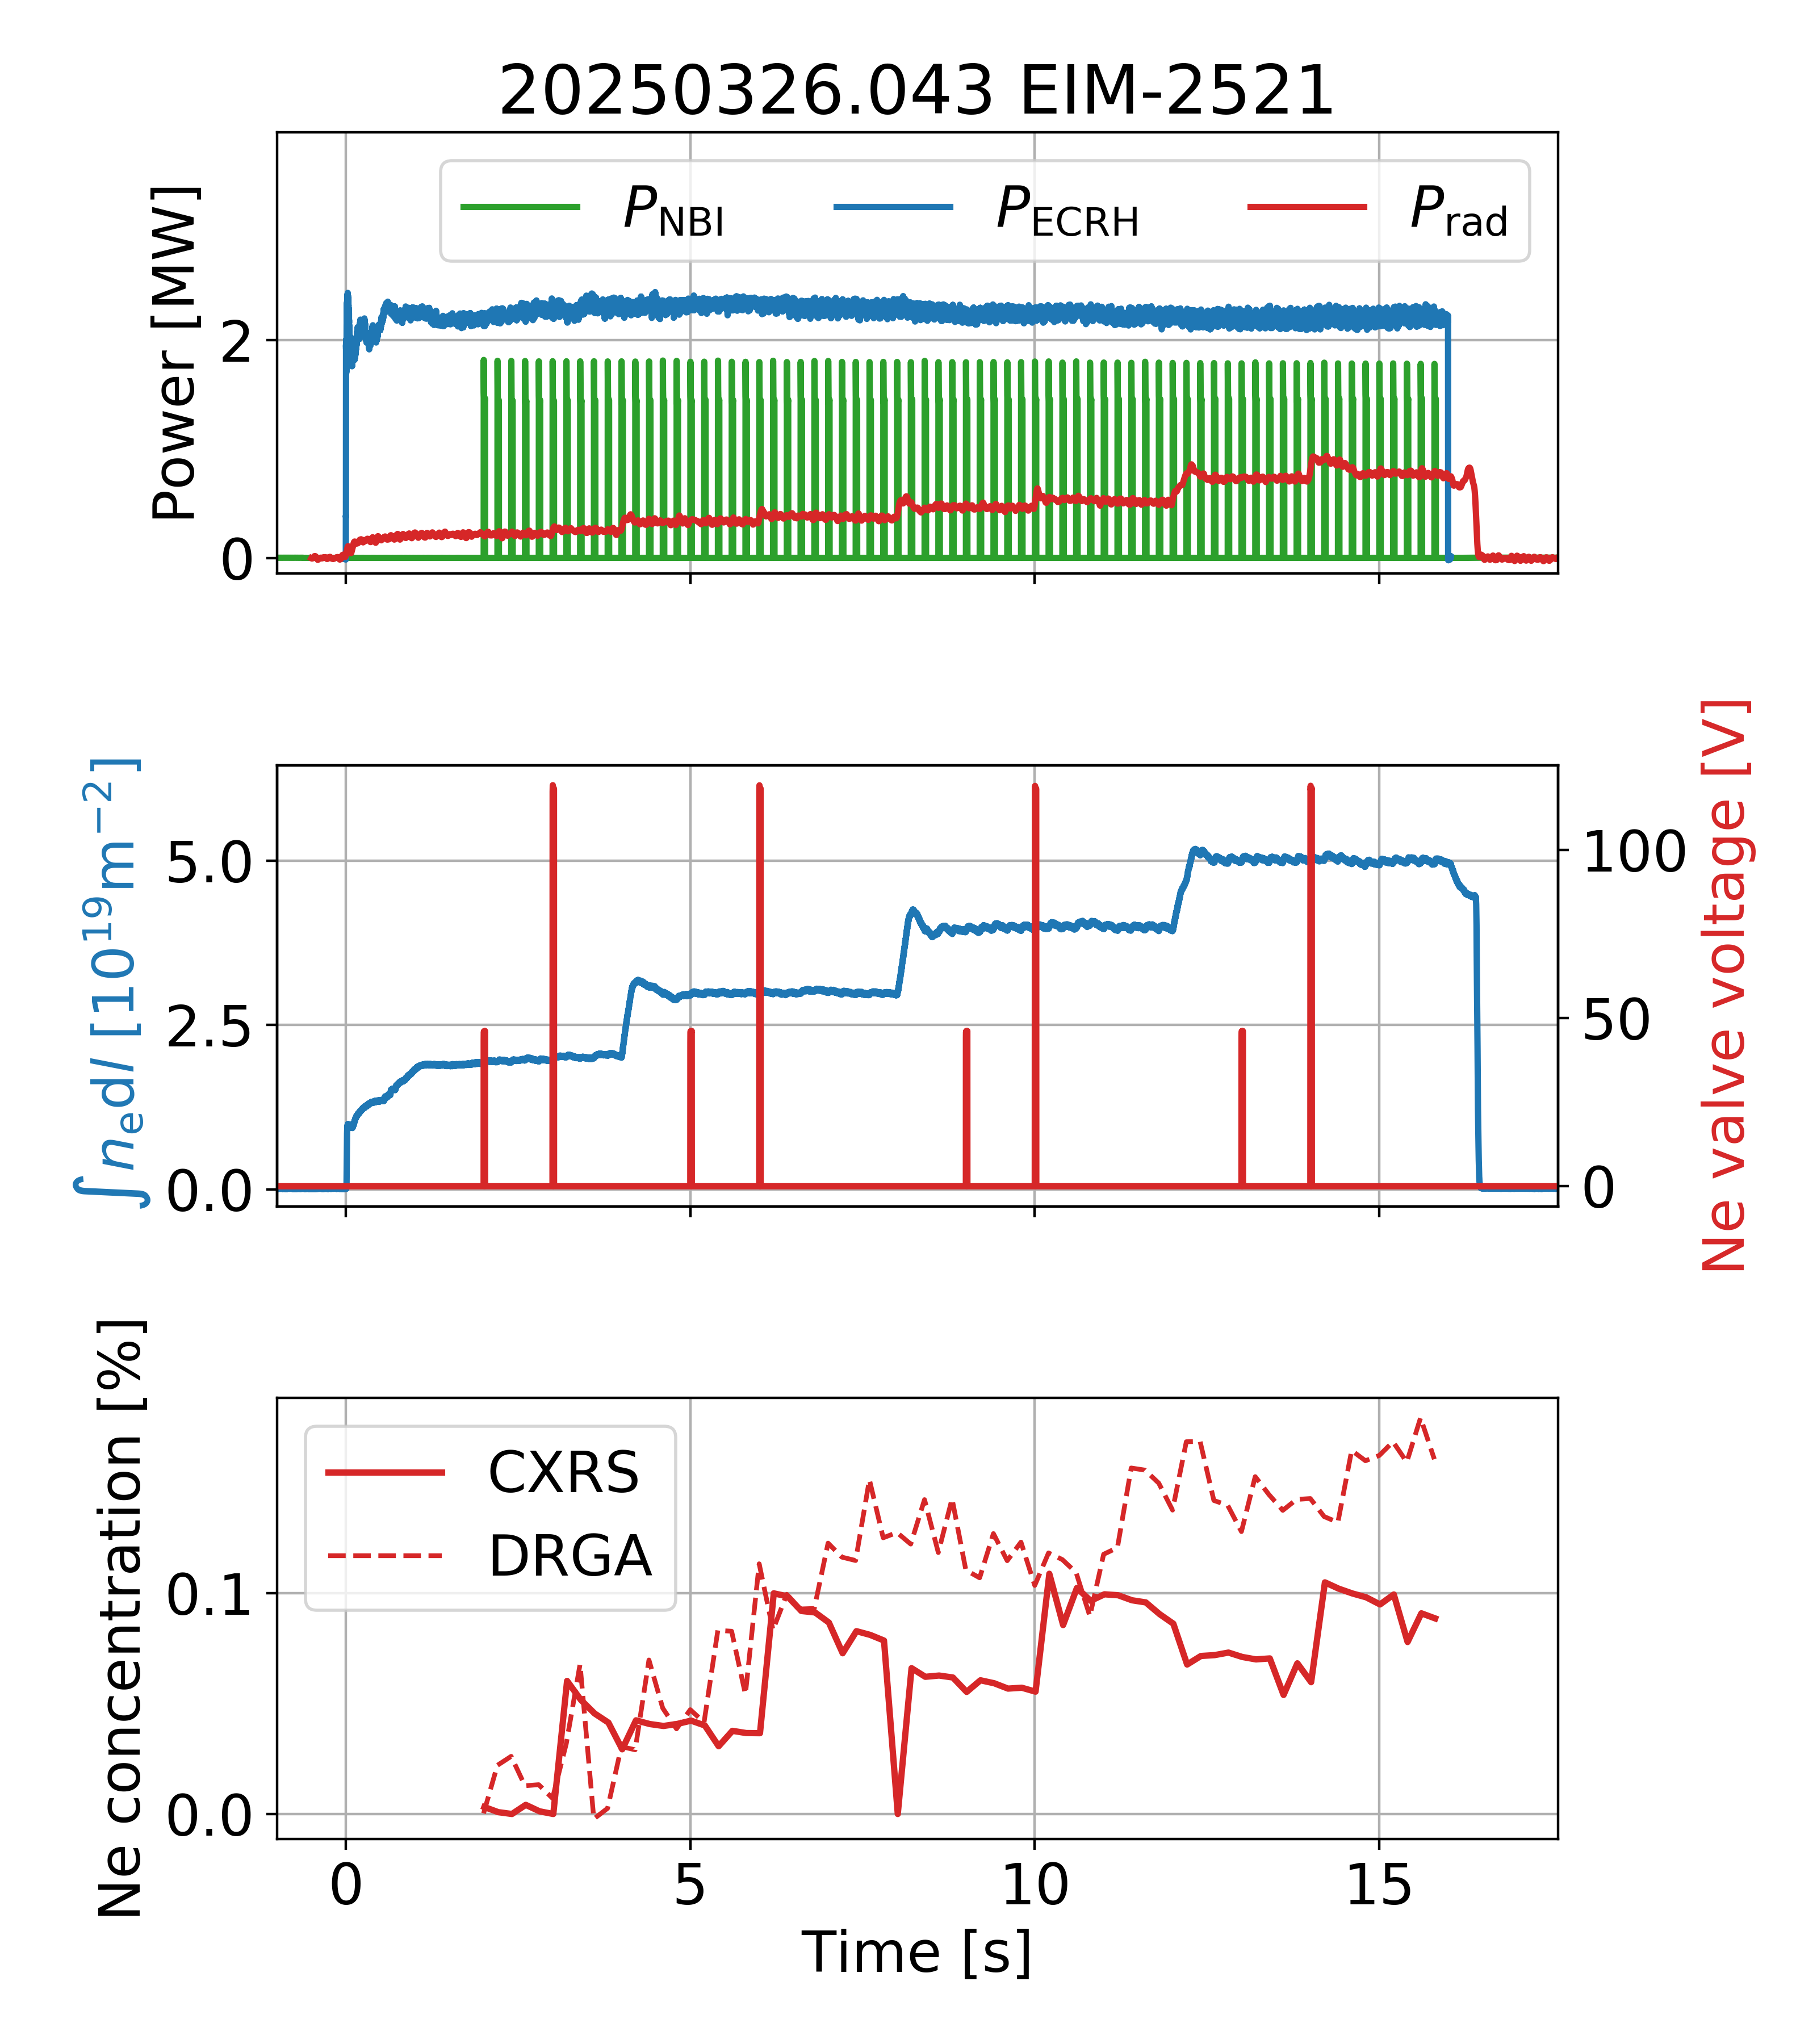 20250326.043 EIM-2521
Power [MW]
P_NBI P_ECRH P_rad
2
0
∫n_e dl [10^19 m^−2]
5.0
2.5
0.0
100
50
0
Ne valve voltage [V]
Ne concentration [%]
CXRS
DRGA
0.1
0.0
0 5 10 15
Time [s]